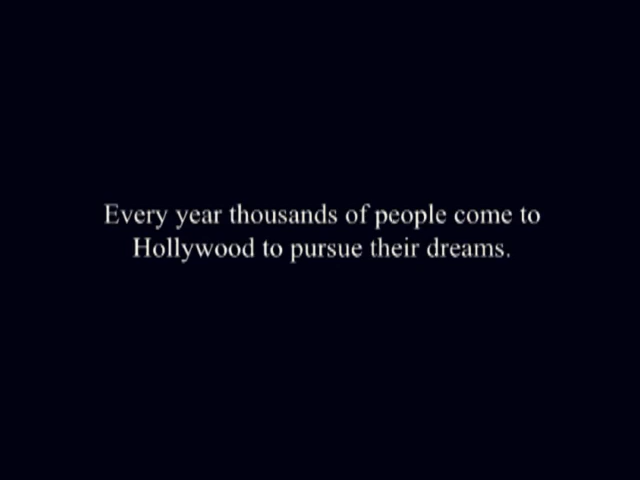 Every year thousands of people come to
Hollywood to pursue their dreams.